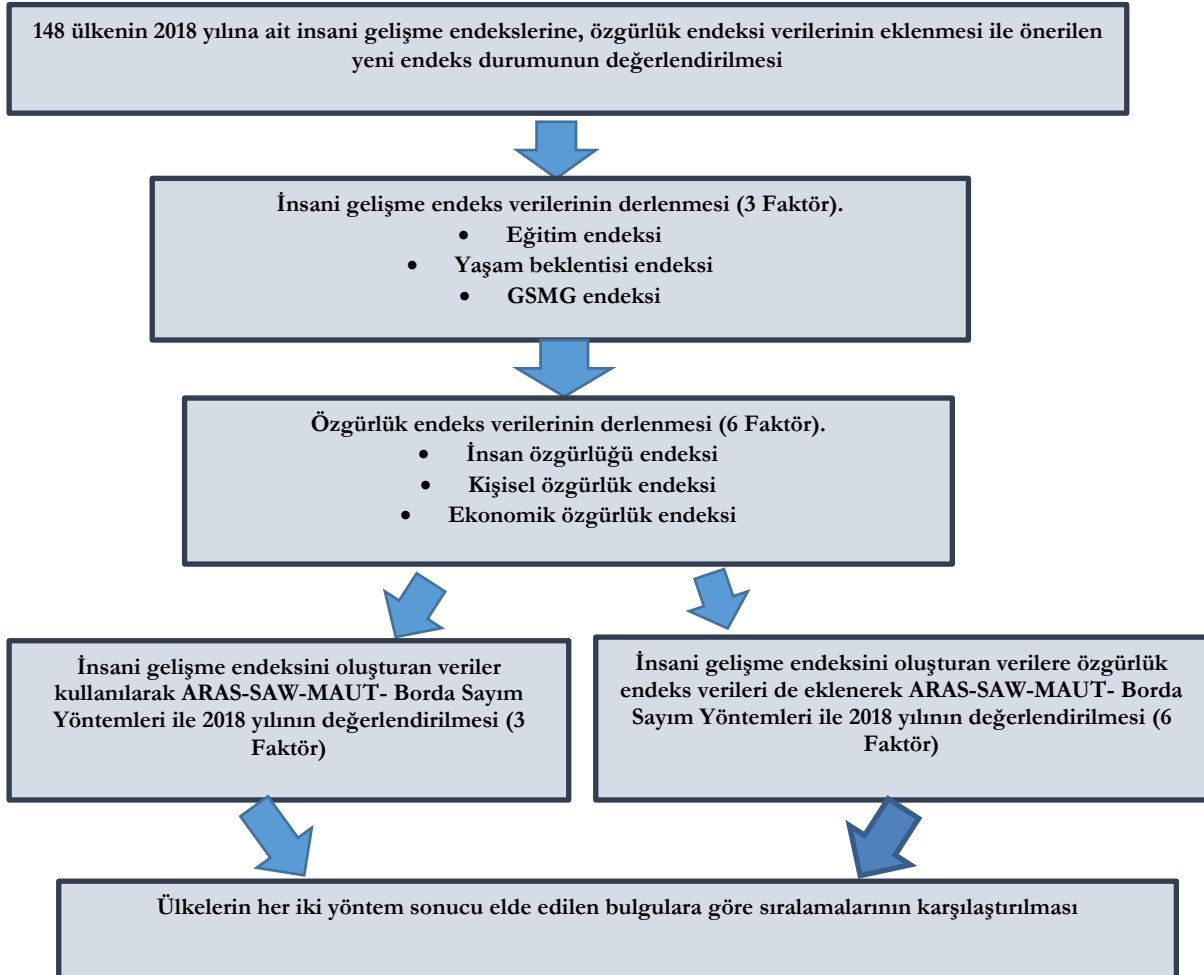 148 ülkenin 2018 yılına ait insani gelişme endekslerine, özgürlük endeksi verilerinin eklenmesi ile önerilen
yeni endeks durumunun değerlendirilmesi
İnsani gelişme endeks verilerinin derlenmesi (3 Faktör).
• Eğitim endeksi
• Yaşam beklentisi endeksi
• GSMG endeksi
Özgürlük endeks verilerinin derlenmesi (6 Faktör).
• İnsan özgürlüğü endeksi
• Kişisel özgürlük endeksi
• Ekonomik özgürlük endeksi
İnsani gelişme endeksini oluşturan veriler
kullanılarak ARAS-SAW-MAUT- Borda Sayım
Yöntemleri ile 2018 yılının değerlendirilmesi (3
Faktör)
İnsani gelişme endeksini oluşturan verilere özgürlük
endeks verileri de eklenerek ARAS-SAW-MAUT- Borda
Sayım Yöntemleri ile 2018 yılının değerlendirilmesi (6
Faktör)
Ülkelerin her iki yöntem sonucu elde edilen bulgulara göre sıralamalarının karşılaştırılması